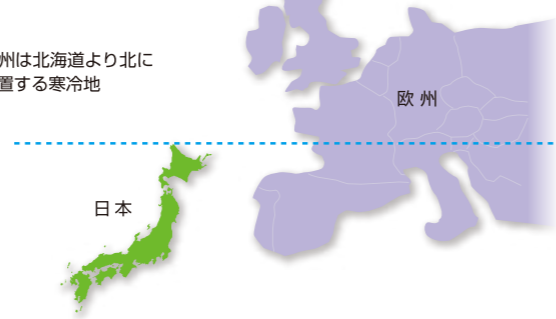 州は北海道より北に
置する寒冷地
欧 州
日 本